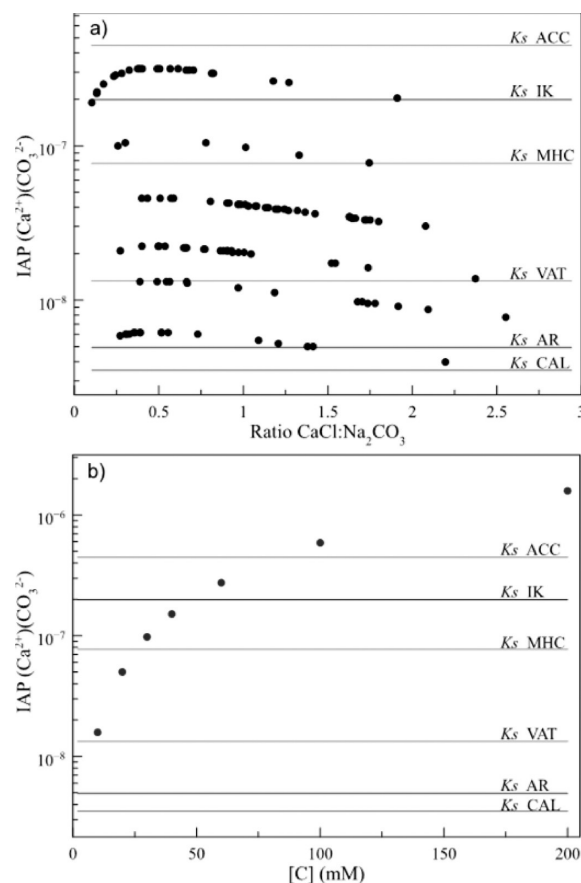 a)
Ks ACC
Ks IK
10⁻⁷
Ks MHC
IAP (Ca²⁺)(CO₃²⁻)
Ks VAT
10⁻⁸
Ks AR
Ks CAL
0 0.5 1 1.5 2 2.5 3
Ratio CaCl:Na₂CO₃
b)
10⁻⁶
Ks ACC
Ks IK
10⁻⁷
Ks MHC
IAP (Ca²⁺)(CO₃²⁻)
Ks VAT
10⁻⁸
Ks AR
Ks CAL
0 50 100 150 200
[C] (mM)